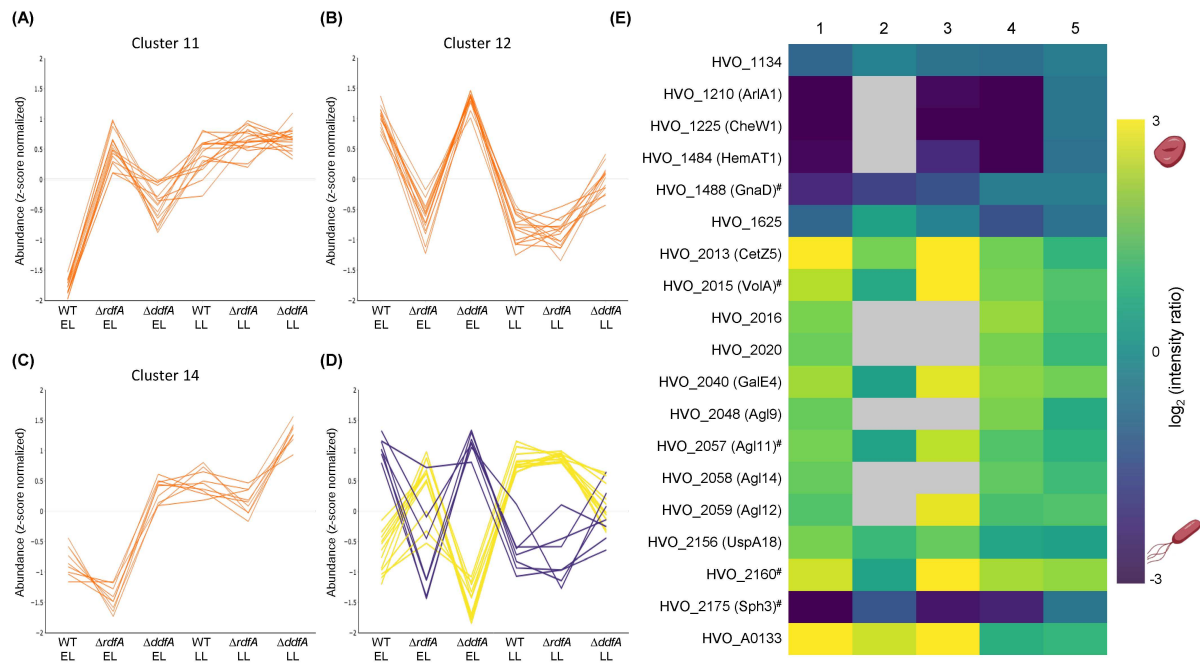 (A)
Cluster 11
Abundance (z-score normalized)
2
1.5
1
0.5
0
-0.5
-1
-1.5
-2
WT ΔrdfA ΔddfA WT ΔrdfA ΔddfA
EL EL EL LL LL LL
(B)
Cluster 12
Abundance (z-score normalized)
2
1.5
1
0.5
0
-0.5
-1
-1.5
-2
WT ΔrdfA ΔddfA WT ΔrdfA ΔddfA
EL EL EL LL LL LL
(C)
Cluster 14
Abundance (z-score normalized)
2
1.5
1
0.5
0
-0.5
-1
-1.5
-2
WT ΔrdfA ΔddfA WT ΔrdfA ΔddfA
EL EL EL LL LL LL
(D)
Abundance (z-score normalized)
2
1.5
1
0.5
0
-0.5
-1
-1.5
-2
WT ΔrdfA ΔddfA WT ΔrdfA ΔddfA
EL EL EL LL LL LL
(E)
1 2 3 4 5
HVO_1134
HVO_1210 (ArlA1)
HVO_1225 (CheW1)
HVO_1484 (HemAT1)
HVO_1488 (GnaD)#
HVO_1625
HVO_2013 (CetZ5)
HVO_2015 (VolA)#
HVO_2016
HVO_2020
HVO_2040 (GalE4)
HVO_2048 (Agl9)
HVO_2057 (Agl11)#
HVO_2058 (Agl14)
HVO_2059 (Agl12)
HVO_2156 (UspA18)
HVO_2160#
HVO_2175 (Sph3)#
HVO_A0133
3
0
-3
log2 (intensity ratio)